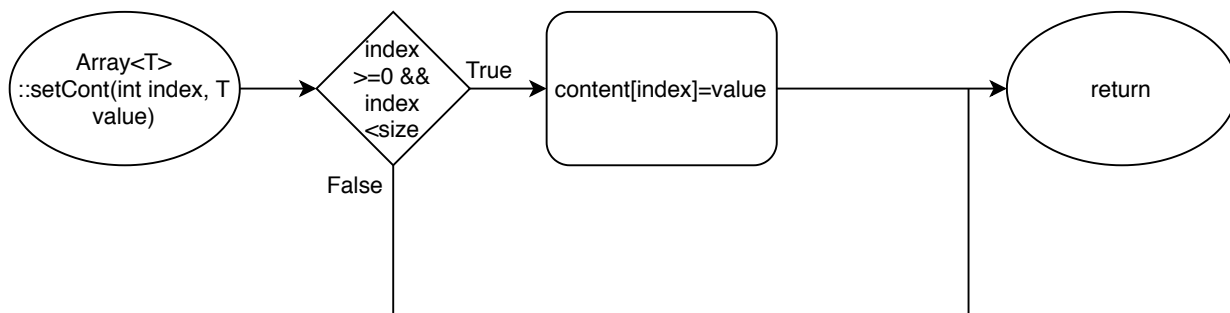 Array<T>
::setCont(int index, T
value)
index
>=0 &&
index
<size
True
False
content[index]=value
return